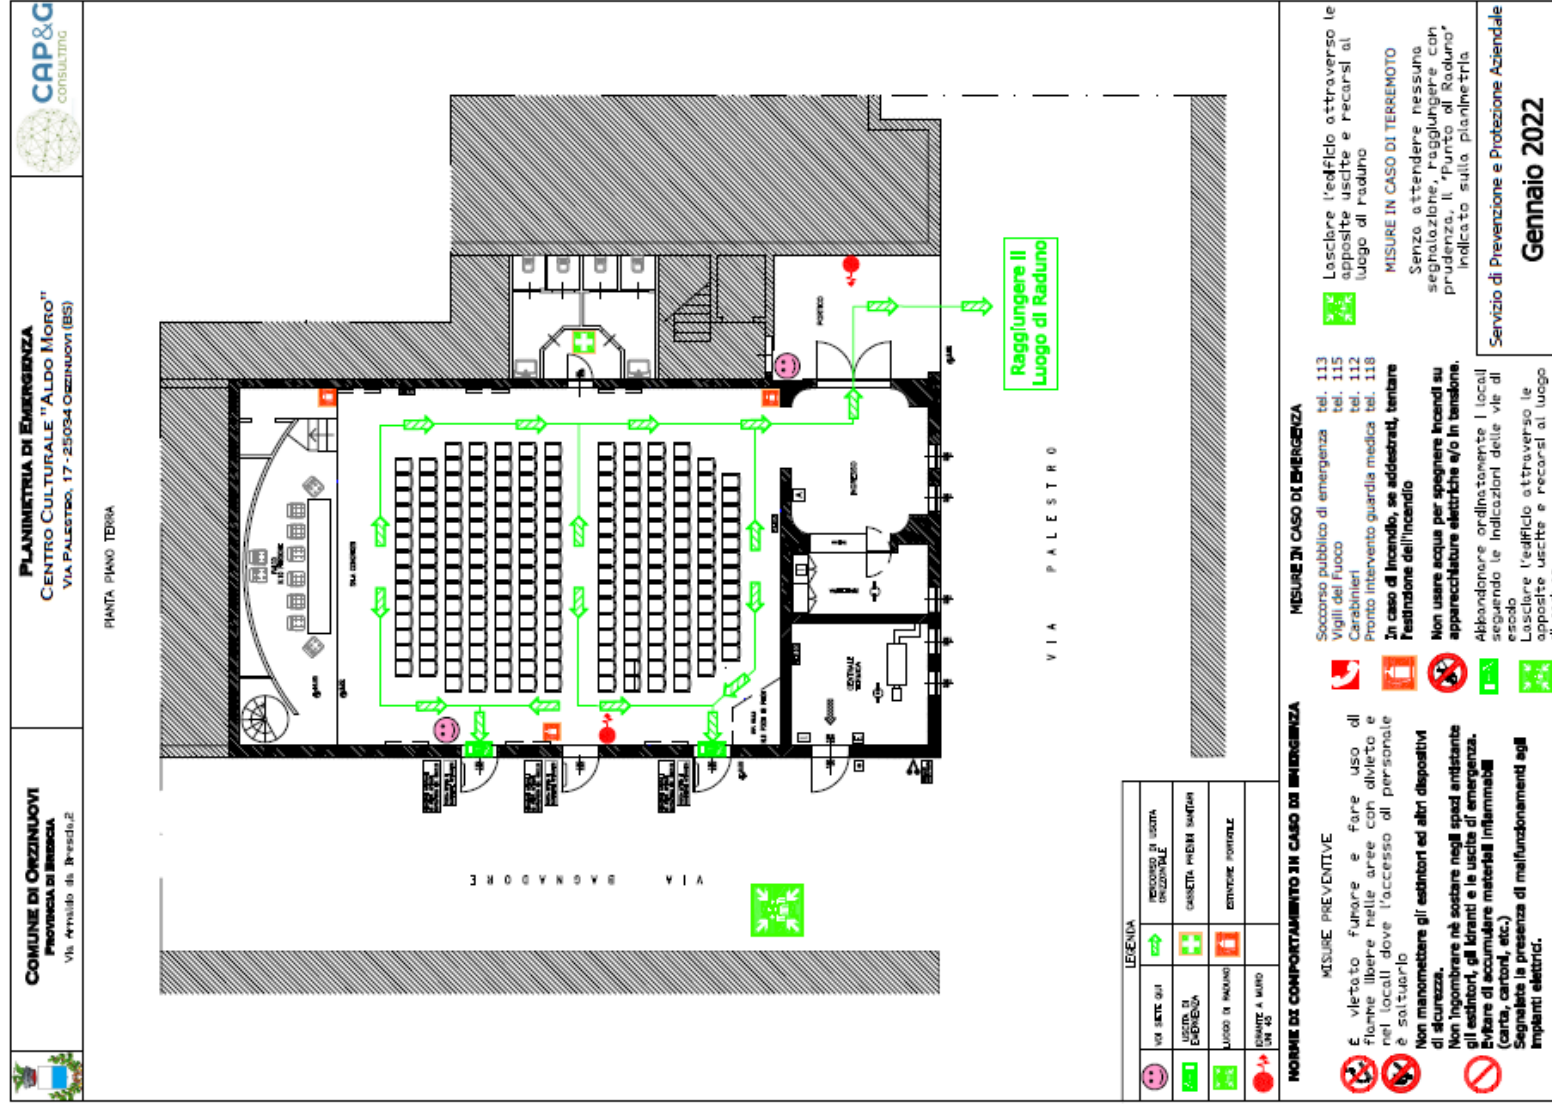 COMUNE DI ORZINUOVI
PROVINCIA DI BRESCIA
Via Arnaldo da Brescia,2
PLANIMETRIA DI EMERGENZA
CENTRO CULTURALE "ALDO MORO"
VIA PALESTRO, 17 - 25034 ORZINUOVI (BS)
CAP&G
CONSULTING
PIANTA PIANO TERRA
SALA CONFERENZE
PORTICO
INGRESSO
CENTRALE
TERMICA
Raggiungere il
Luogo di Raduno
VIA BAGNADORE
VIA PALESTRO
LEGENDA
VOI SIETE QUI
PERCORSO DI USCITA
ORIZZONTALE
USCITA DI
EMERGENZA
CASSETTA PRESIDI SANITARI
LUOGO DI RADUNO
ESTINTORE PORTATILE
IDRANTE A MURO
UNI 45
NORME DI COMPORTAMENTO IN CASO DI EMERGENZA
MISURE PREVENTIVE
È vietato fumare e fare uso di
fiamme libere nelle aree con divieto e
nei locali dove l'accesso di personale
è saltuario
Non manomettere gli estintori ed altri dispositivi
di sicurezza.
Non ingombrare nè sostare negli spazi antistante
gli estintori, gli idranti e le uscite di emergenza.
Evitare di accumulare materiali infiammabili
(carta, cartoni, etc.)
Segnalate la presenza di malfunzionamenti agli
impianti elettrici.
MISURE IN CASO DI EMERGENZA
Soccorso pubblico di emergenza tel. 113
Vigili del Fuoco tel. 115
Carabinieri tel. 112
Pronto intervento guardia medica tel. 118
In caso di incendio, se addestrati, tentare
l'estinzione dell'incendio
Non usare acqua per spegnere incendi su
apparecchiature elettriche e/o in tensione.
Abbandonare ordinatamente i locali
seguendo le indicazioni delle vie di
esodo
Lasciare l'edificio attraverso le
apposite uscite e recarsi al luogo
Lasciare l'edificio attraverso le
apposite uscite e recarsi al
luogo di raduno
MISURE IN CASO DI TERREMOTO
Senza attendere nessuna
segnalazione, raggiungere con
prudenza, il "Punto di Raduno"
indicato sulla planimetria
Servizio di Prevenzione e Protezione Aziendale
Gennaio 2022